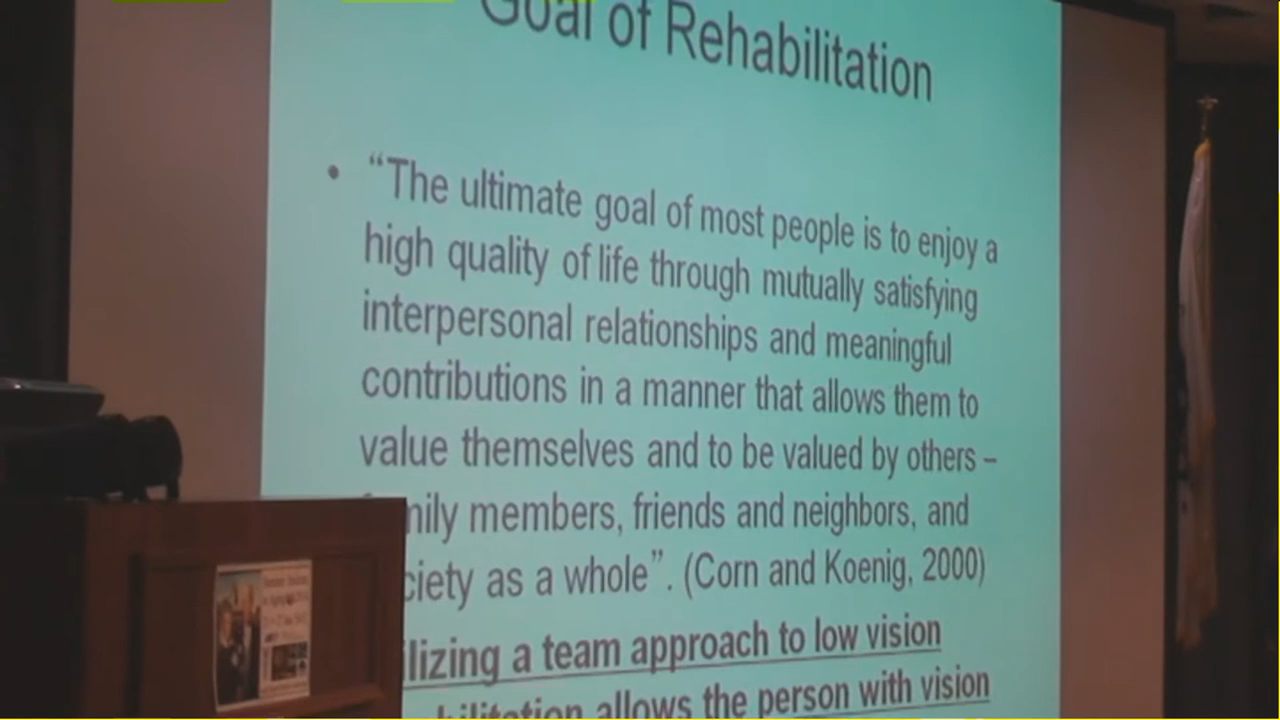 Goal of Rehabilitation
• “The ultimate goal of most people is to enjoy a
high quality of life through mutually satisfying
interpersonal relationships and meaningful
contributions in a manner that allows them to
value themselves and to be valued by others –
members, friends and neighbors, and
as a whole”. (Corn and Koenig, 2000)
a team approach to low vision
allows the person with vision